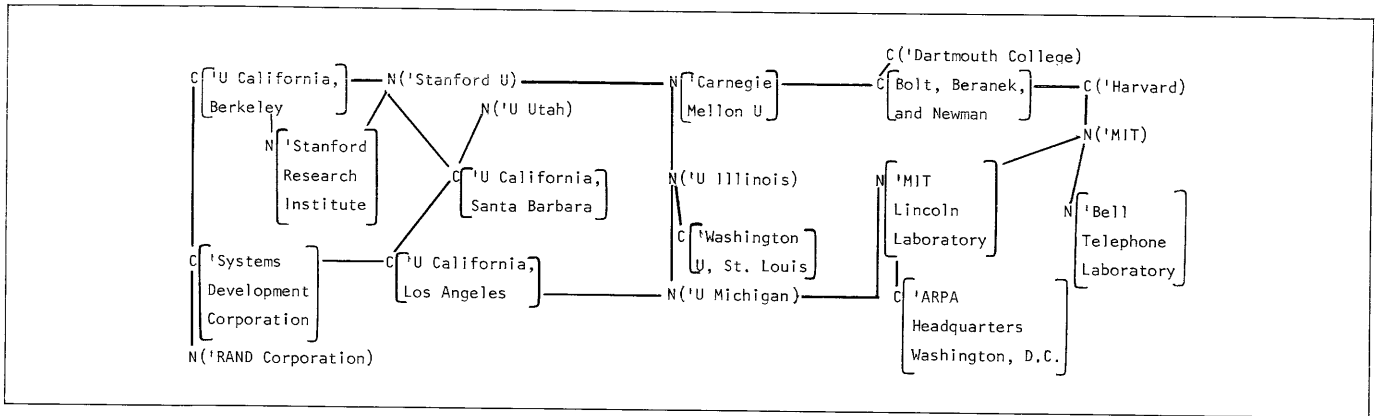 C('Dartmouth College)
C['U California,
Berkeley]
N('Stanford U)
N['Carnegie
Mellon U]
C[Bolt, Beranek,
and Newman]
C('Harvard)
N('U Utah)
N('MIT)
N['Stanford
Research
Institute]
C['U California,
Santa Barbara]
N('U Illinois)
N['MIT
Lincoln
Laboratory]
N['Bell
Telephone
Laboratory]
C['Washington
U, St. Louis]
C['Systems
Development
Corporation]
C['U California,
Los Angeles]
N('U Michigan)
C['ARPA
Headquarters
Washington, D.C.]
N('RAND Corporation)